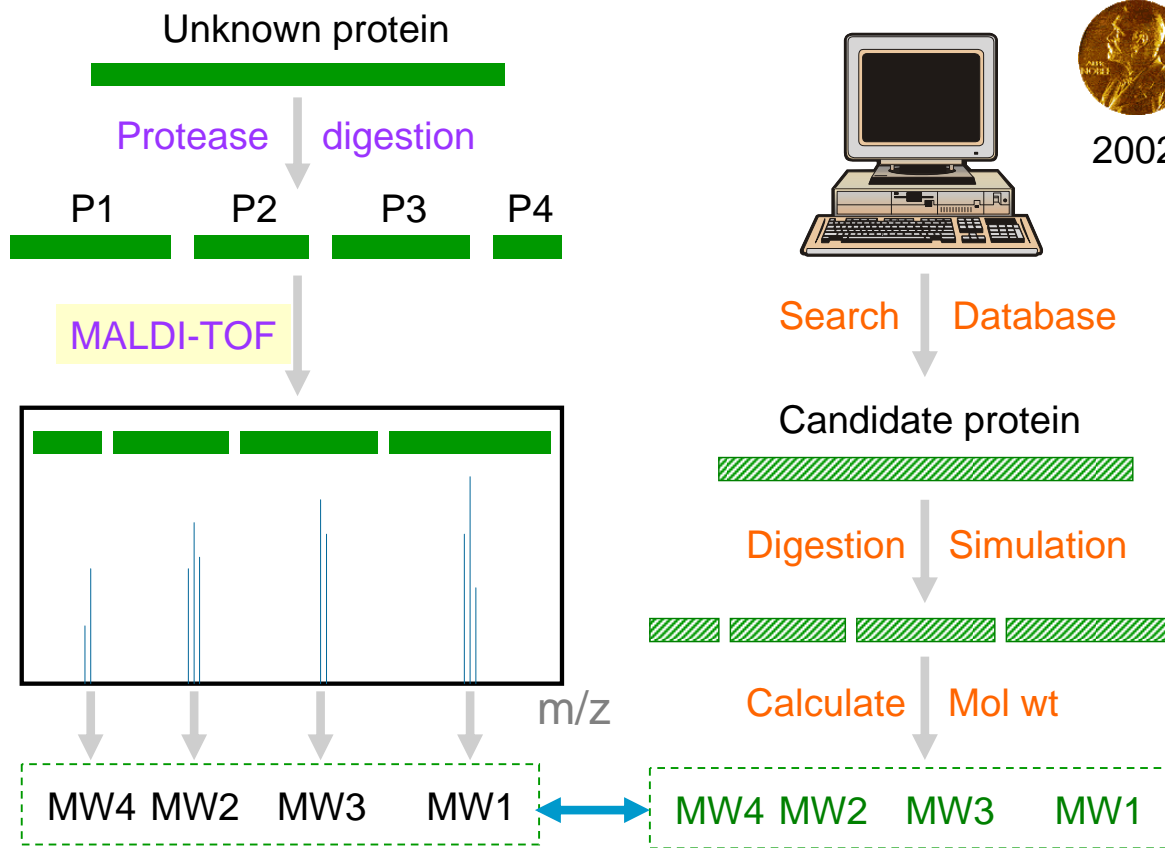 Unknown protein
Protease digestion
P1 P2 P3 P4
MALDI-TOF
m/z
MW4 MW2 MW3 MW1
NOBEL
2002
Search Database
Candidate protein
Digestion Simulation
Calculate Mol wt
MW4 MW2 MW3 MW1